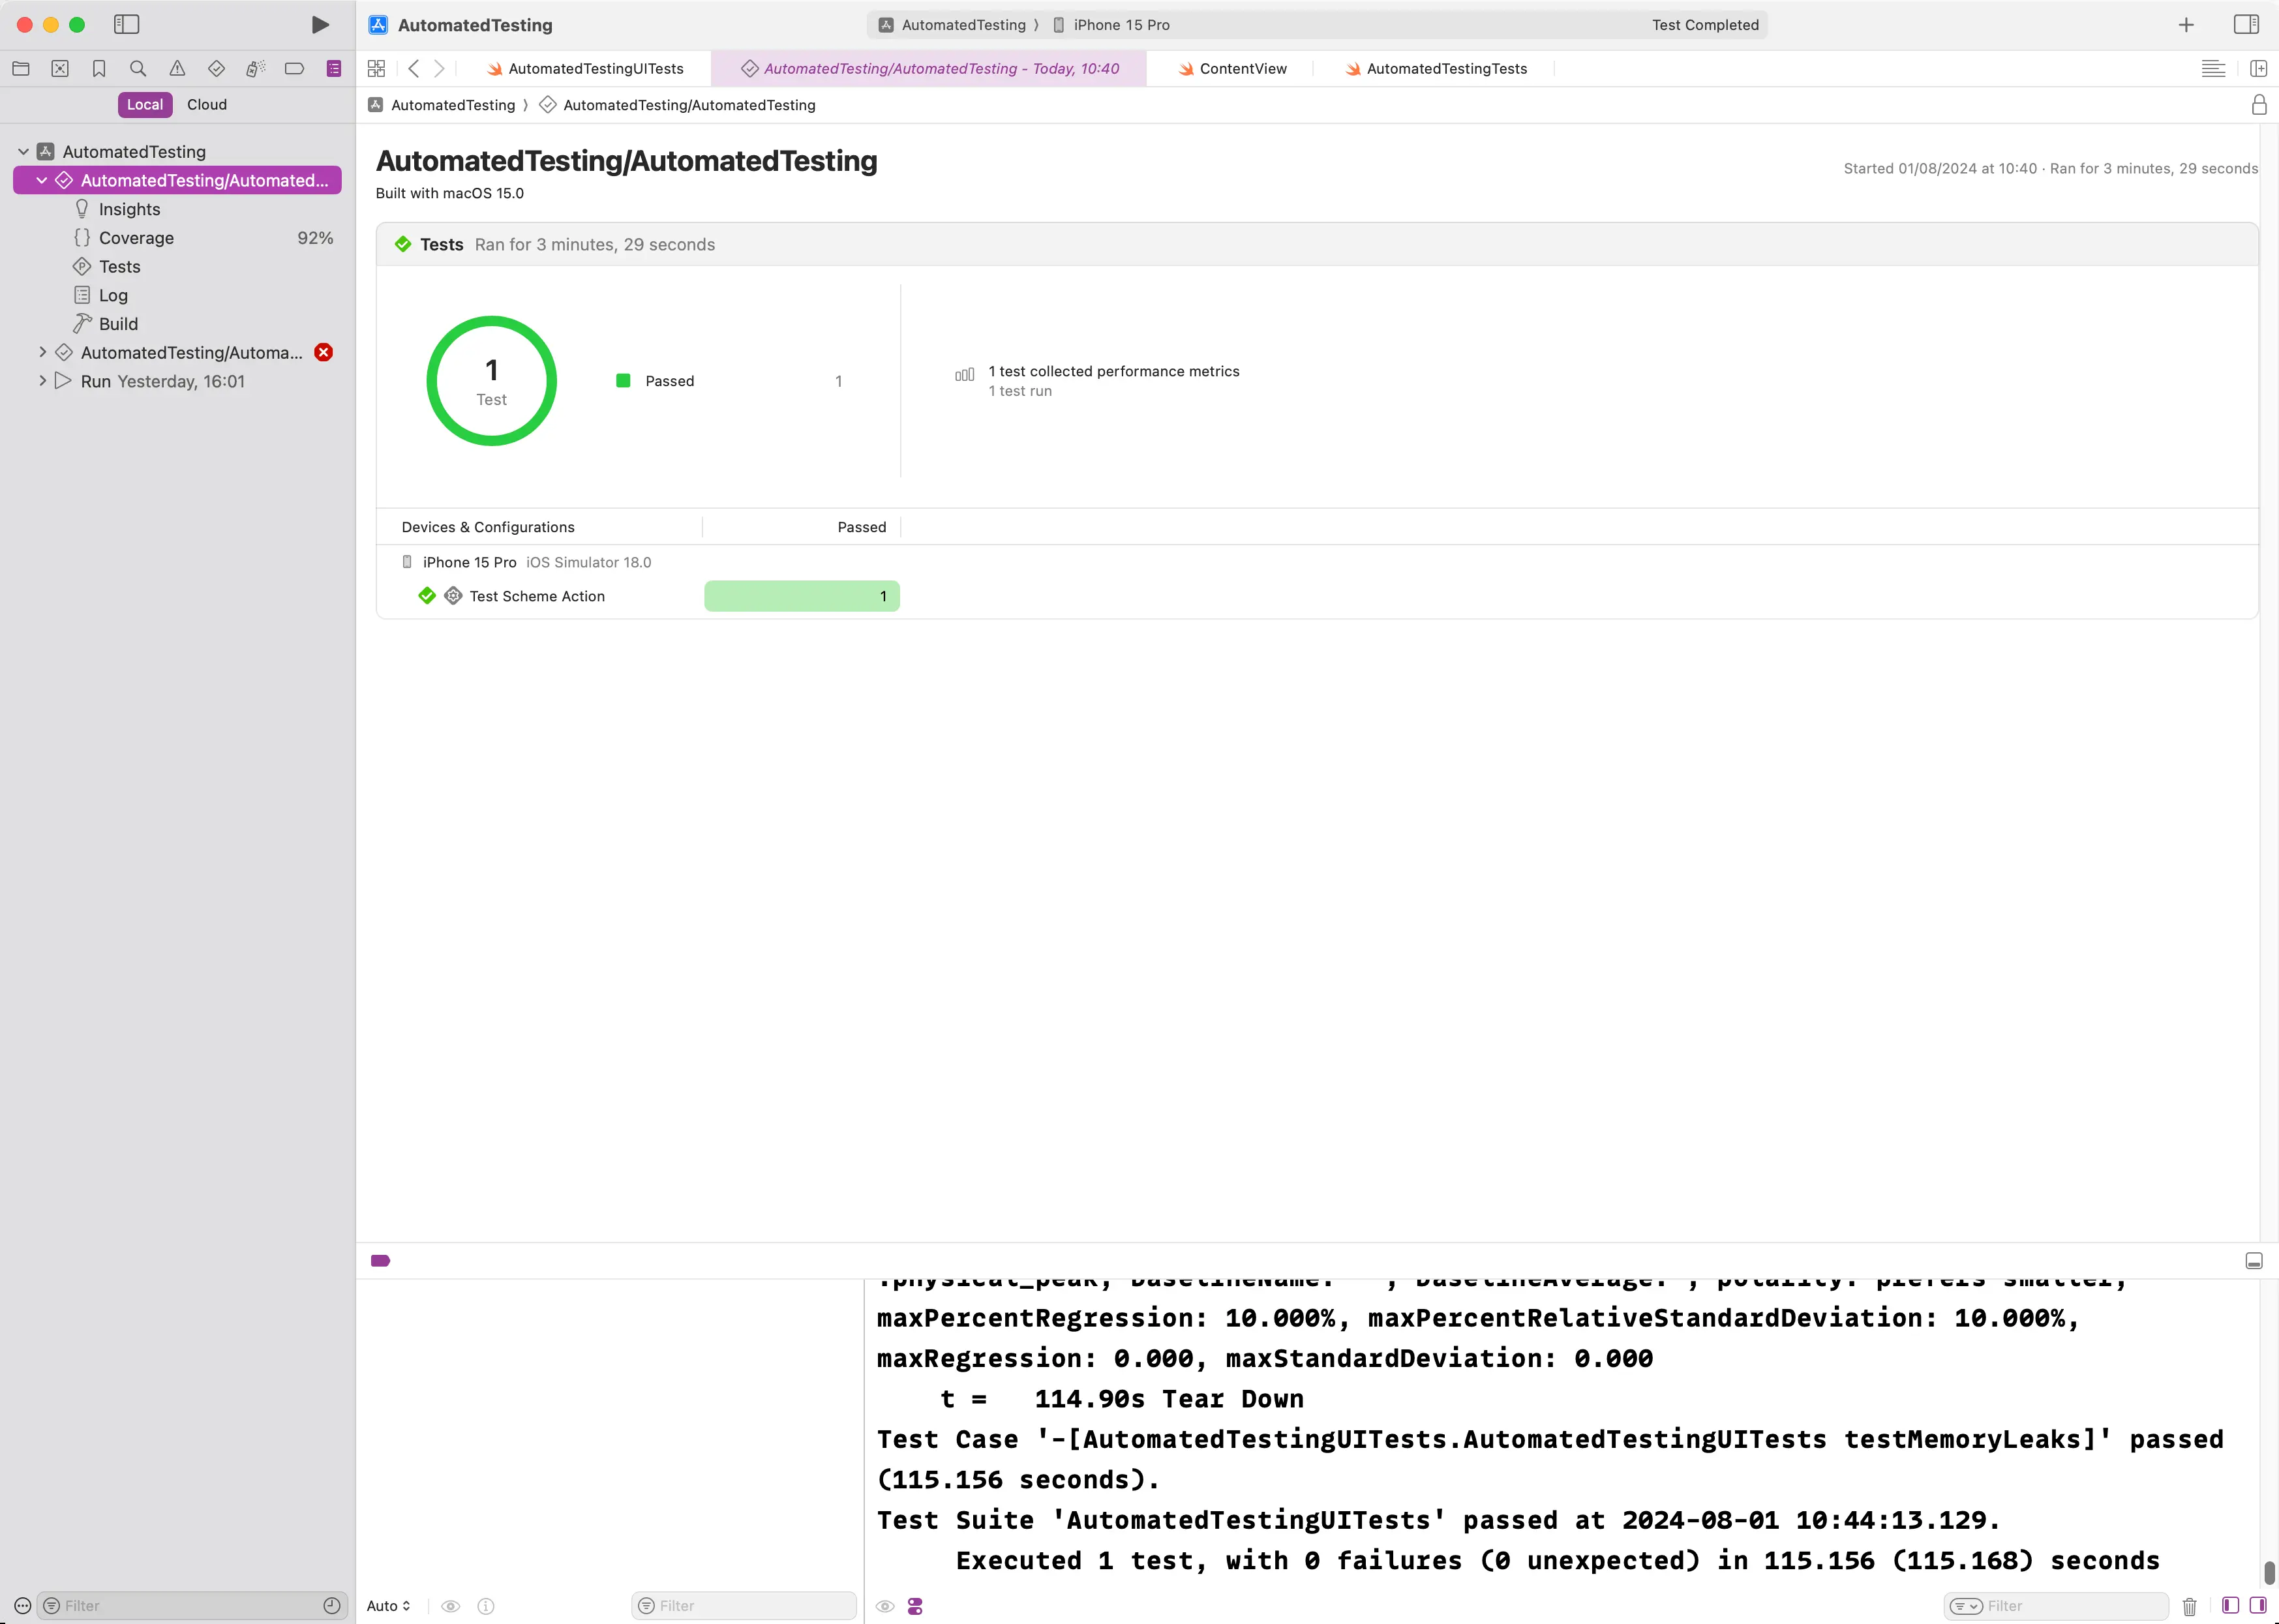 AutomatedTesting
AutomatedTesting
iPhone 15 Pro
Test Completed
AutomatedTestingUITests
AutomatedTesting/AutomatedTesting - Today, 10:40
ContentView
AutomatedTestingTests
Local
Cloud
AutomatedTesting
AutomatedTesting/AutomatedTesting
AutomatedTesting
AutomatedTesting/Automated...
Insights
Coverage 92%
Tests
Log
Build
AutomatedTesting/Automa...
Run Yesterday, 16:01
AutomatedTesting/AutomatedTesting
Started 01/08/2024 at 10:40 · Ran for 3 minutes, 29 seconds
Built with macOS 15.0
Tests Ran for 3 minutes, 29 seconds
1
Test
Passed 1
1 test collected performance metrics
1 test run
Devices & Configurations
Passed
iPhone 15 Pro iOS Simulator 18.0
Test Scheme Action
1
.physical_peak, baselineName: "", baselineAverage: , polarity: prefers smaller,
maxPercentRegression: 10.000%, maxPercentRelativeStandardDeviation: 10.000%,
maxRegression: 0.000, maxStandardDeviation: 0.000
t = 114.90s Tear Down
Test Case '-[AutomatedTestingUITests.AutomatedTestingUITests testMemoryLeaks]' passed
(115.156 seconds).
Test Suite 'AutomatedTestingUITests' passed at 2024-08-01 10:44:13.129.
Executed 1 test, with 0 failures (0 unexpected) in 115.156 (115.168) seconds
Filter
Auto
Filter
Filter